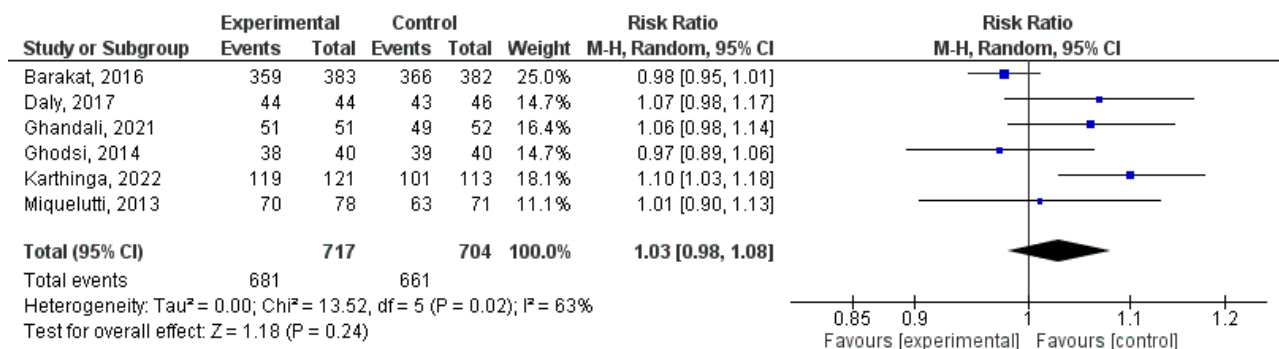 Experimental Control Risk Ratio Risk Ratio
Study or Subgroup Events Total Events Total Weight M-H, Random, 95% CI M-H, Random, 95% CI
Barakat, 2016 359 383 366 382 25.0% 0.98 [0.95, 1.01]
Daly, 2017 44 44 43 46 14.7% 1.07 [0.98, 1.17]
Ghandali, 2021 51 51 49 52 16.4% 1.06 [0.98, 1.14]
Ghodsi, 2014 38 40 39 40 14.7% 0.97 [0.89, 1.06]
Karthinga, 2022 119 121 101 113 18.1% 1.10 [1.03, 1.18]
Miquelutti, 2013 70 78 63 71 11.1% 1.01 [0.90, 1.13]
Total (95% CI) 717 704 100.0% 1.03 [0.98, 1.08]
Total events 681 661
Heterogeneity: Tau² = 0.00; Chi² = 13.52, df = 5 (P = 0.02); I² = 63%
Test for overall effect: Z = 1.18 (P = 0.24)
0.85 0.9 1 1.1 1.2
Favours [experimental] Favours [control]